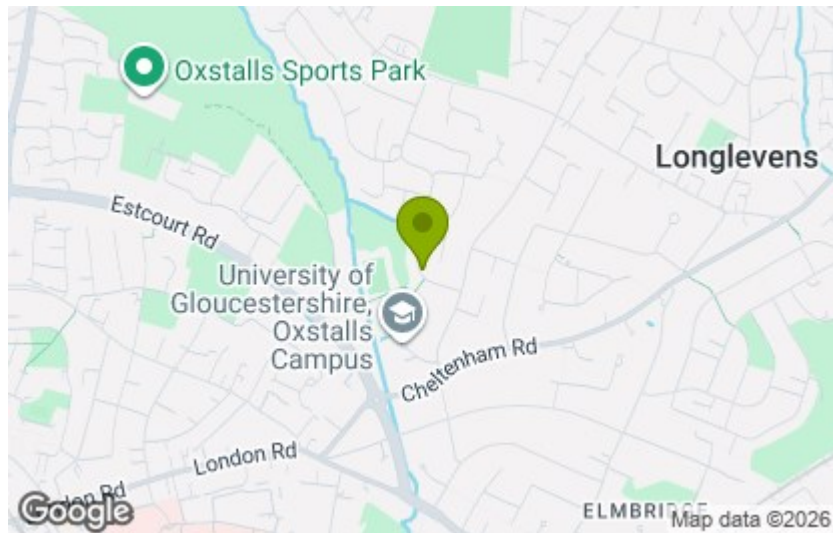 Oxstalls Sports Park
Longlevens
Estcourt Rd
University of
Gloucestershire,
Oxstalls
Campus
Cheltenham Rd
London Rd
Rd
Google
Map data ©2026